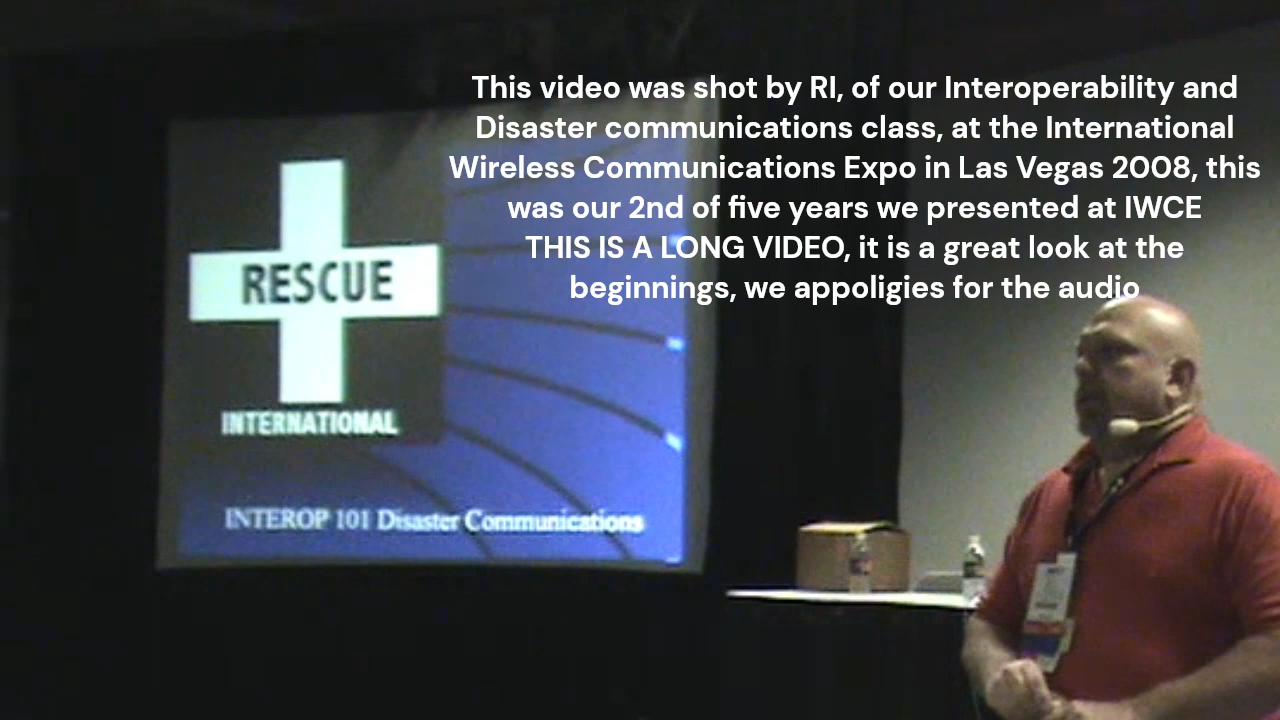 This video was shot by RI, of our Interoperability and
Disaster communications class, at the International
Wireless Communications Expo in Las Vegas 2008, this
was our 2nd of five years we presented at IWCE
THIS IS A LONG VIDEO, it is a great look at the
beginnings, we appoligies for the audio
RESCUE
INTERNATIONAL
INTEROP 101 Disaster Communications